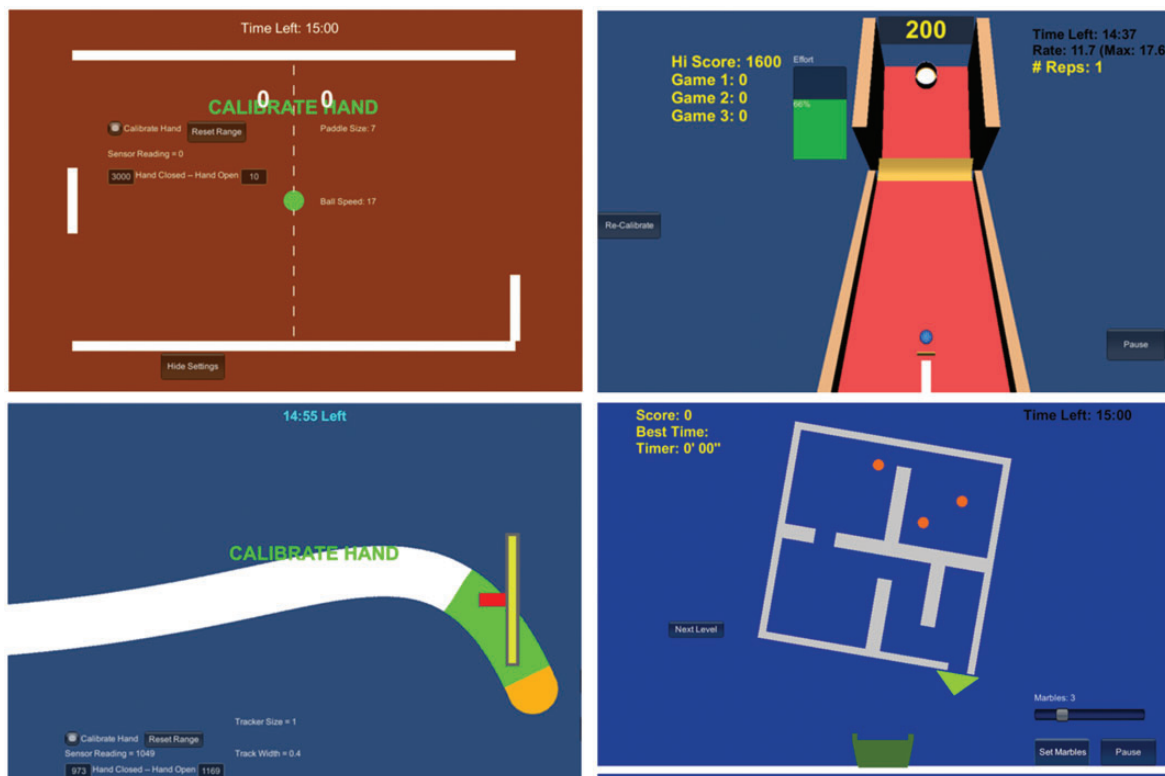 Time Left: 15:00
0 0
CALIBRATE HAND
Calibrate Hand Reset Range Paddle Size: 7
Sensor Reading = 0
3000 Hand Closed -- Hand Open 10
Ball Speed: 17
Hide Settings
200
Hi Score: 1600
Game 1: 0
Game 2: 0
Game 3: 0
Effort
66%
Time Left: 14:37
Rate: 11.7 (Max: 17.6
# Reps: 1
Re-Calibrate
Pause
14:55 Left
CALIBRATE HAND
Tracker Size = 1
Calibrate Hand Reset Range
Sensor Reading = 1049 Track Width = 0.4
973 Hand Closed -- Hand Open 1169
Score: 0
Best Time:
Timer: 0' 00"
Time Left: 15:00
Next Level
Marbles: 3
Set Marbles Pause